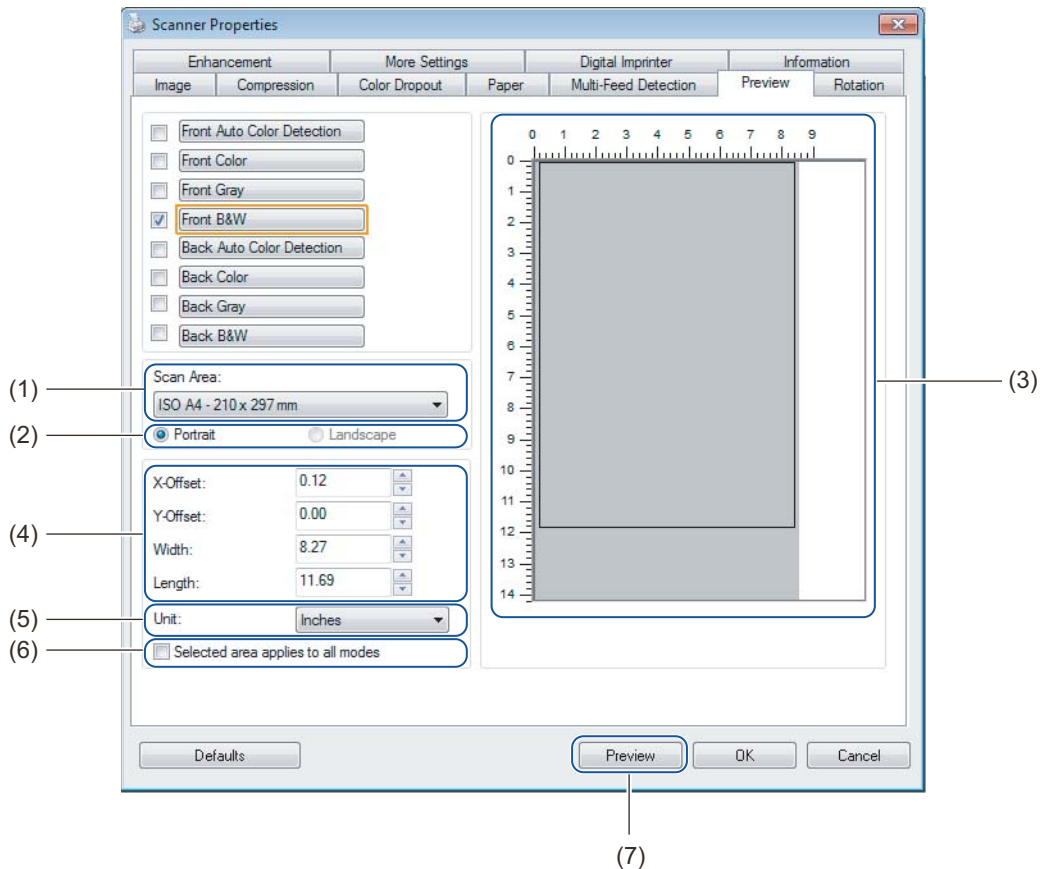 Scanner Properties
Enhancement More Settings Digital Imprinter Information
Image Compression Color Dropout Paper Multi-Feed Detection Preview Rotation
Front Auto Color Detection
Front Color
Front Gray
Front B&W
Back Auto Color Detection
Back Color
Back Gray
Back B&W
(1)
Scan Area:
ISO A4 - 210 x 297 mm
(2)
Portrait Landscape
(4)
X-Offset: 0.12
Y-Offset: 0.00
Width: 8.27
Length: 11.69
(5)
Unit: Inches
(6)
Selected area applies to all modes
0 1 2 3 4 5 6 7 8 9
0
1
2
3
4
5
6
7
8
9
10
11
12
13
14
(3)
Defaults Preview OK Cancel
(7)